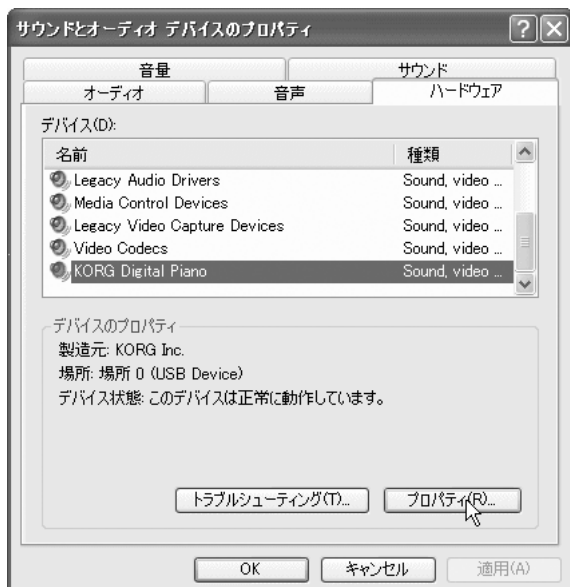 サウンドとオーディオ デバイスのプロパティ
音量 サウンド
オーディオ 音声 ハードウェア
デバイス(D):
名前 種類
Legacy Audio Drivers Sound, video ...
Media Control Devices Sound, video ...
Legacy Video Capture Devices Sound, video ...
Video Codecs Sound, video ...
KORG Digital Piano Sound, video ...
デバイスのプロパティ
製造元: KORG Inc.
場所: 場所 0 (USB Device)
デバイス状態: このデバイスは正常に動作しています。
トラブルシューティング(T)... プロパティ(R)...
OK キャンセル 適用(A)